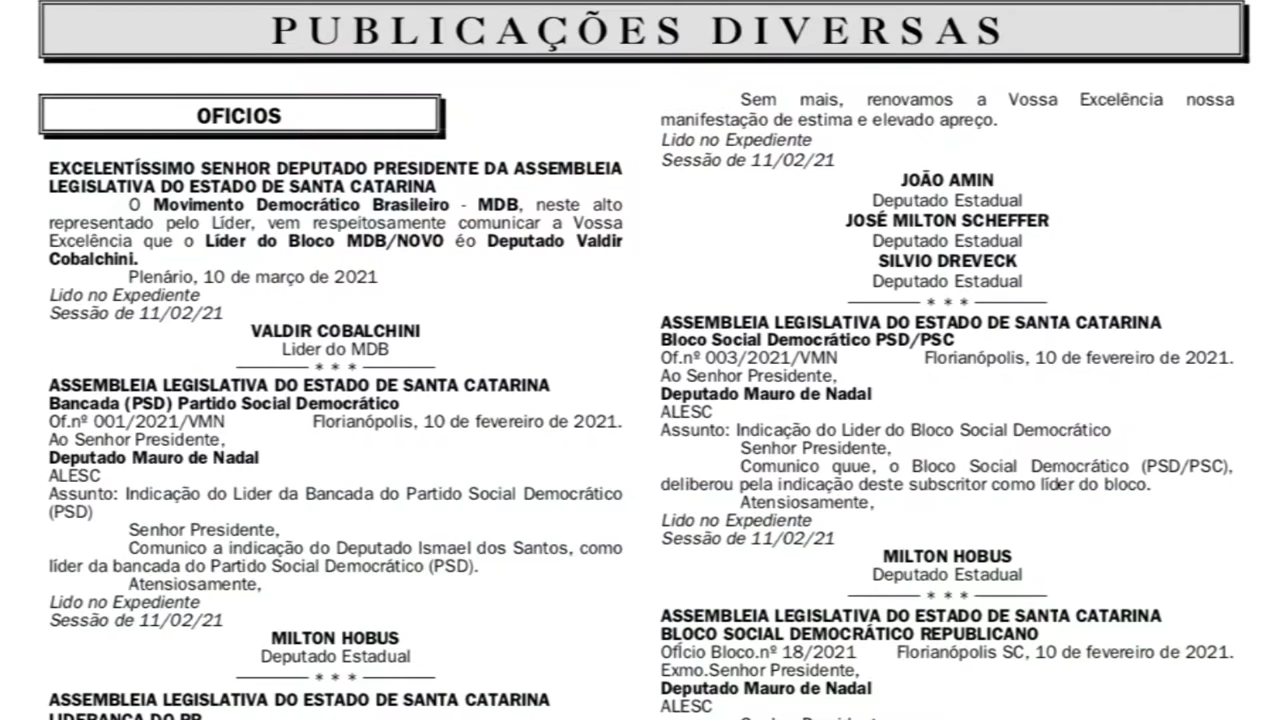 PUBLICAÇÕES DIVERSAS
OFICIOS
EXCELENTÍSSIMO SENHOR DEPUTADO PRESIDENTE DA ASSEMBLEIA
LEGISLATIVA DO ESTADO DE SANTA CATARINA
O Movimento Democrático Brasileiro - MDB, neste alto
representado pelo Líder, vem respeitosamente comunicar a Vossa
Excelência que o Líder do Bloco MDB/NOVO éo Deputado Valdir
Cobalchini.
Plenário, 10 de março de 2021
Lido no Expediente
Sessão de 11/02/21
VALDIR COBALCHINI
Lider do MDB
* * *
ASSEMBLEIA LEGISLATIVA DO ESTADO DE SANTA CATARINA
Bancada (PSD) Partido Social Democrático
Of.nº 001/2021/VMN Florianópolis, 10 de fevereiro de 2021.
Ao Senhor Presidente,
Deputado Mauro de Nadal
ALESC
Assunto: Indicação do Lider da Bancada do Partido Social Democrático
(PSD)
Senhor Presidente,
Comunico a indicação do Deputado Ismael dos Santos, como
líder da bancada do Partido Social Democrático (PSD).
Atensiosamente,
Lido no Expediente
Sessão de 11/02/21
MILTON HOBUS
Deputado Estadual
* * *
ASSEMBLEIA LEGISLATIVA DO ESTADO DE SANTA CATARINA
LIDERANÇA DO PP
Sem mais, renovamos a Vossa Excelência nossa
manifestação de estima e elevado apreço.
Lido no Expediente
Sessão de 11/02/21
JOÃO AMIN
Deputado Estadual
JOSÉ MILTON SCHEFFER
Deputado Estadual
SILVIO DREVECK
Deputado Estadual
* * *
ASSEMBLEIA LEGISLATIVA DO ESTADO DE SANTA CATARINA
Bloco Social Democrático PSD/PSC
Of.nº 003/2021/VMN Florianópolis, 10 de fevereiro de 2021.
Ao Senhor Presidente,
Deputado Mauro de Nadal
ALESC
Assunto: Indicação do Lider do Bloco Social Democrático
Senhor Presidente,
Comunico quue, o Bloco Social Democrático (PSD/PSC),
deliberou pela indicação deste subscritor como líder do bloco.
Atensiosamente,
Lido no Expediente
Sessão de 11/02/21
MILTON HOBUS
Deputado Estadual
* * *
ASSEMBLEIA LEGISLATIVA DO ESTADO DE SANTA CATARINA
BLOCO SOCIAL DEMOCRÁTICO REPUBLICANO
Ofício Bloco.nº 18/2021 Florianópolis SC, 10 de fevereiro de 2021.
Exmo.Senhor Presidente,
Deputado Mauro de Nadal
ALESC